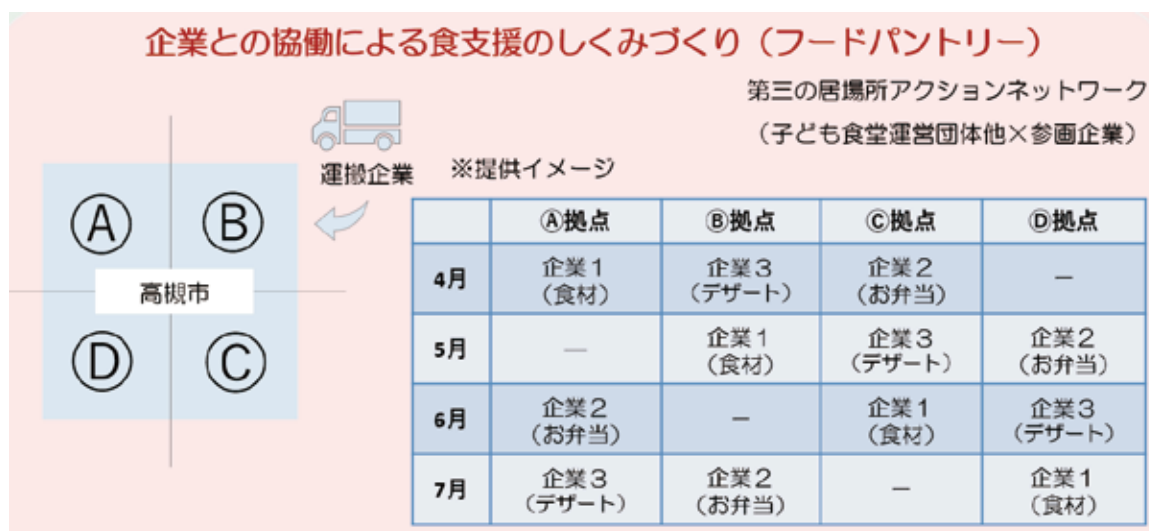 企業との協働による食支援のしくみづくり（フードパントリー）
第三の居場所アクションネットワーク
（子ども食堂運営団体他×参画企業）
運搬企業
※提供イメージ
Ⓐ Ⓑ
高槻市
Ⓓ Ⓒ
Ⓐ拠点 Ⓑ拠点 Ⓒ拠点 Ⓓ拠点
4月 企業１ 企業３ 企業２ －
（食材） （デザート） （お弁当）
5月 － 企業１ 企業３ 企業２
（食材） （デザート） （お弁当）
6月 企業２ － 企業１ 企業３
（お弁当） （食材） （デザート）
7月 企業３ 企業２ － 企業１
（デザート） （お弁当） （食材）